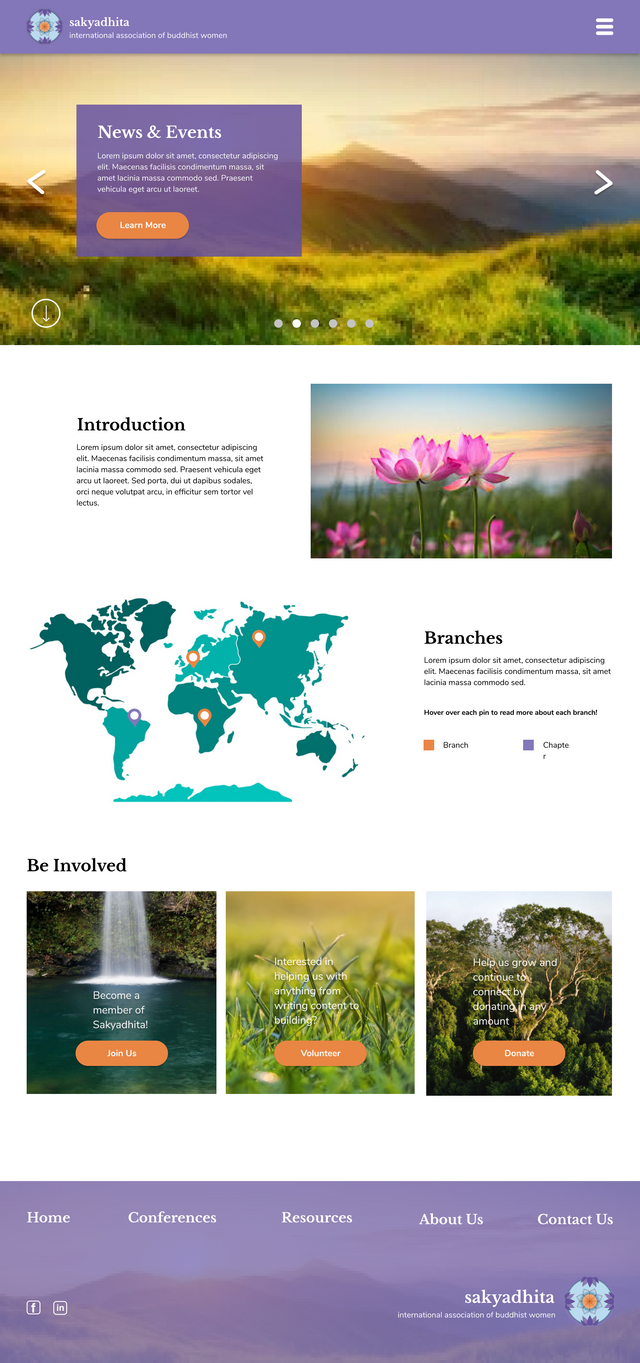 sakyadhita
international association of buddhist women
News & Events
Lorem ipsum dolor sit amet, consectetur adipiscing
elit. Maecenas facilisis condimentum massa, sit
amet lacinia massa commodo sed. Praesent
vehicula eget arcu ut laoreet.
Learn More
Introduction
Lorem ipsum dolor sit amet, consectetur adipiscing
elit. Maecenas facilisis condimentum massa, sit amet
lacinia massa commodo sed. Praesent vehicula eget
arcu ut laoreet. Sed porta, dui ut dapibus sodales,
orci neque volutpat arcu, in efficitur sem tortor vel
lectus.
Branches
Lorem ipsum dolor sit amet, consectetur adipiscing
elit. Maecenas facilisis condimentum massa, sit amet
lacinia massa commodo sed.
Hover over each pin to read more about each branch!
Branch
Chapte
r
Be Involved
Become a
member of
Sakyadhita!
Join Us
Interested in
helping us with
anything from
writing content to
building?
Volunteer
Help us grow and
continue to
connect by
donating in any
amount
Donate
Home
Conferences
Resources
About Us
Contact Us
f
in
sakyadhita
international association of buddhist women